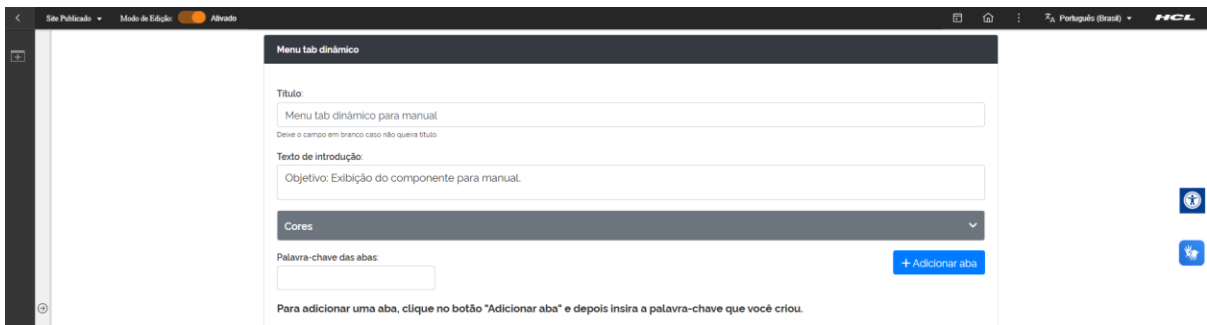 Site Publicado Modo de Edição: Ativado Português (Brasil) HCL
Menu tab dinâmico
Título:
Menu tab dinâmico para manual
Deixe o campo em branco caso não queira título.
Texto de introdução:
Objetivo: Exibição do componente para manual.
Cores
Palavra-chave das abas:
+ Adicionar aba
Para adicionar uma aba, clique no botão "Adicionar aba" e depois insira a palavra-chave que você criou.